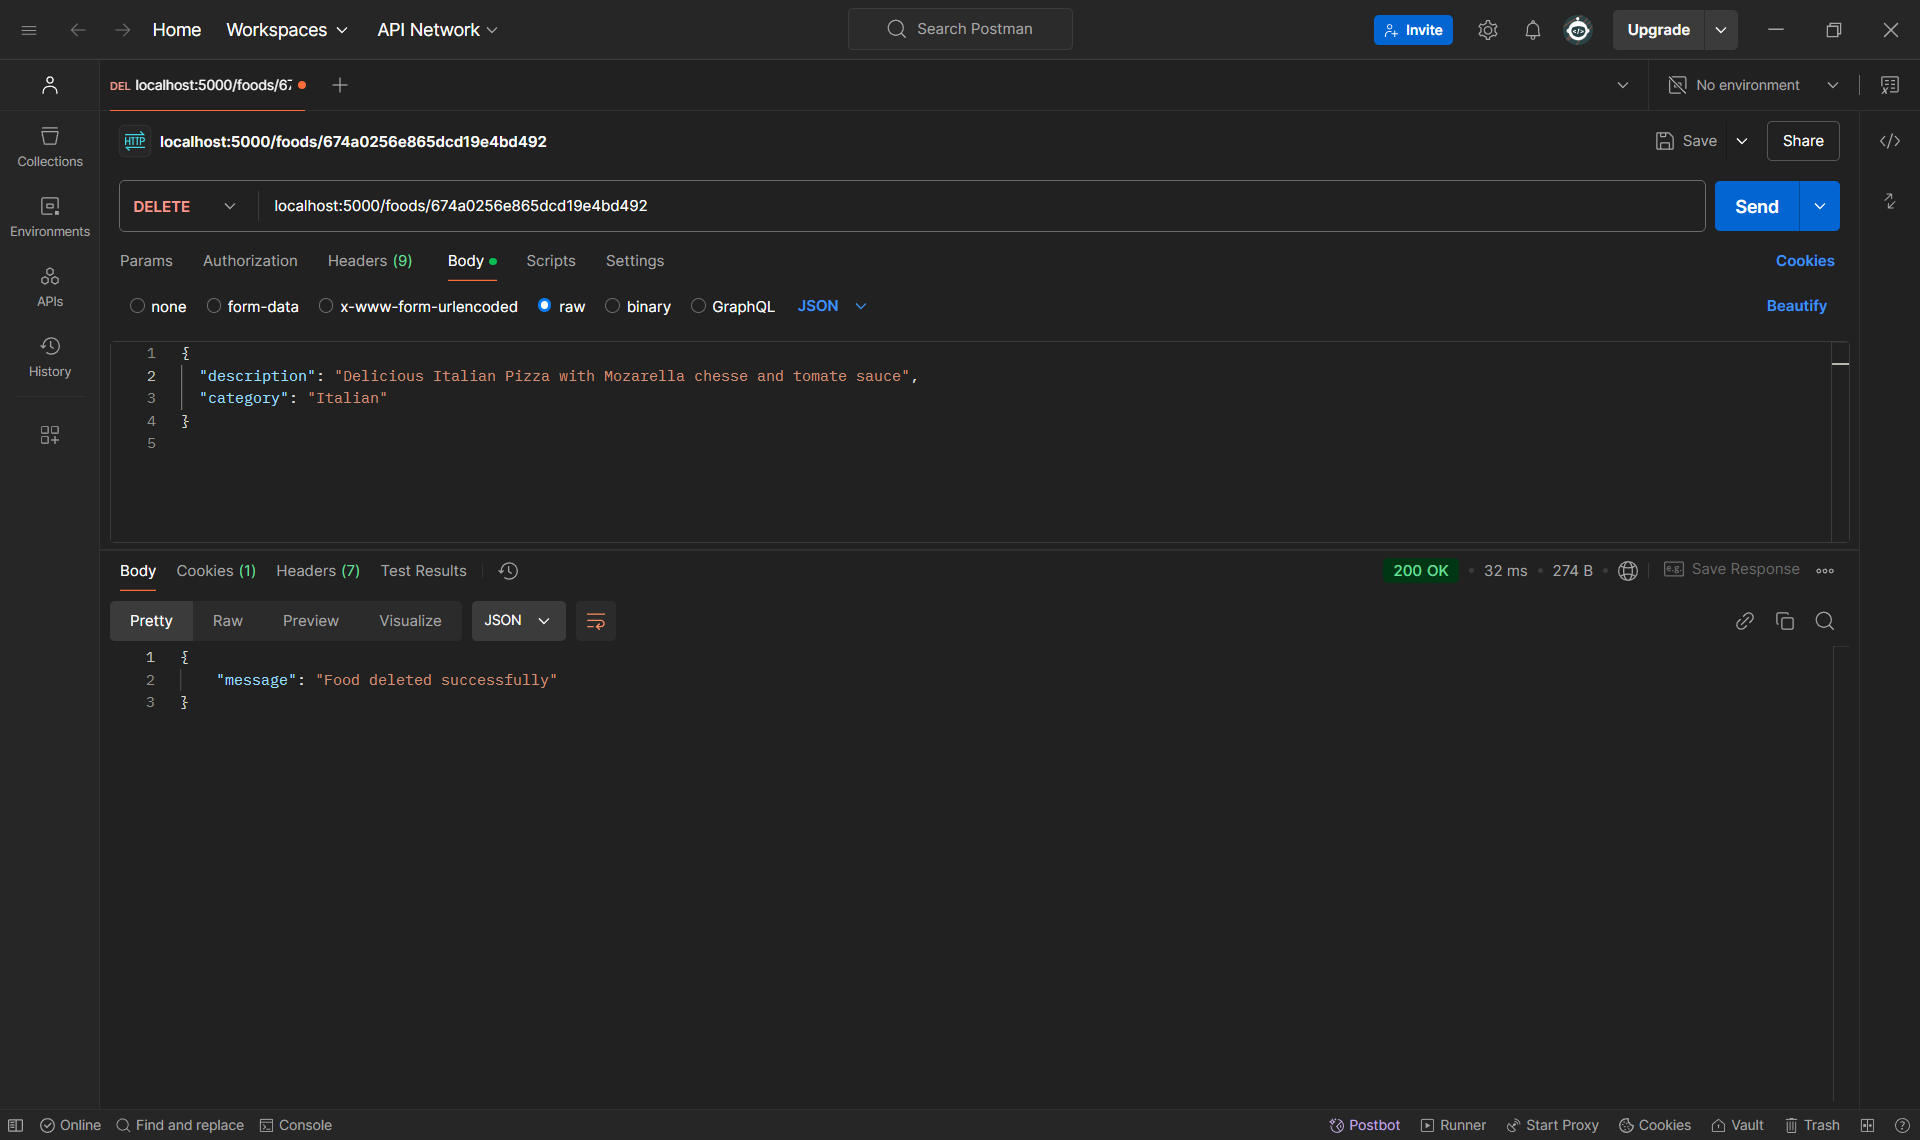 Home Workspaces API Network Search Postman Invite Upgrade
DEL localhost:5000/foods/67 No environment
HTTP localhost:5000/foods/674a0256e865dcd19e4bd492 Save Share
Collections
Environments
APIs
History
DELETE localhost:5000/foods/674a0256e865dcd19e4bd492 Send
Params Authorization Headers (9) Body Scripts Settings Cookies
none form-data x-www-form-urlencoded raw binary GraphQL JSON Beautify
1 {
2 "description": "Delicious Italian Pizza with Mozarella chesse and tomate sauce",
3 "category": "Italian"
4 }
5
Body Cookies (1) Headers (7) Test Results 200 OK • 32 ms • 274 B • e.g. Save Response
Pretty Raw Preview Visualize JSON
1 {
2 "message": "Food deleted successfully"
3 }
Online Find and replace Console Postbot Runner Start Proxy Cookies Vault Trash